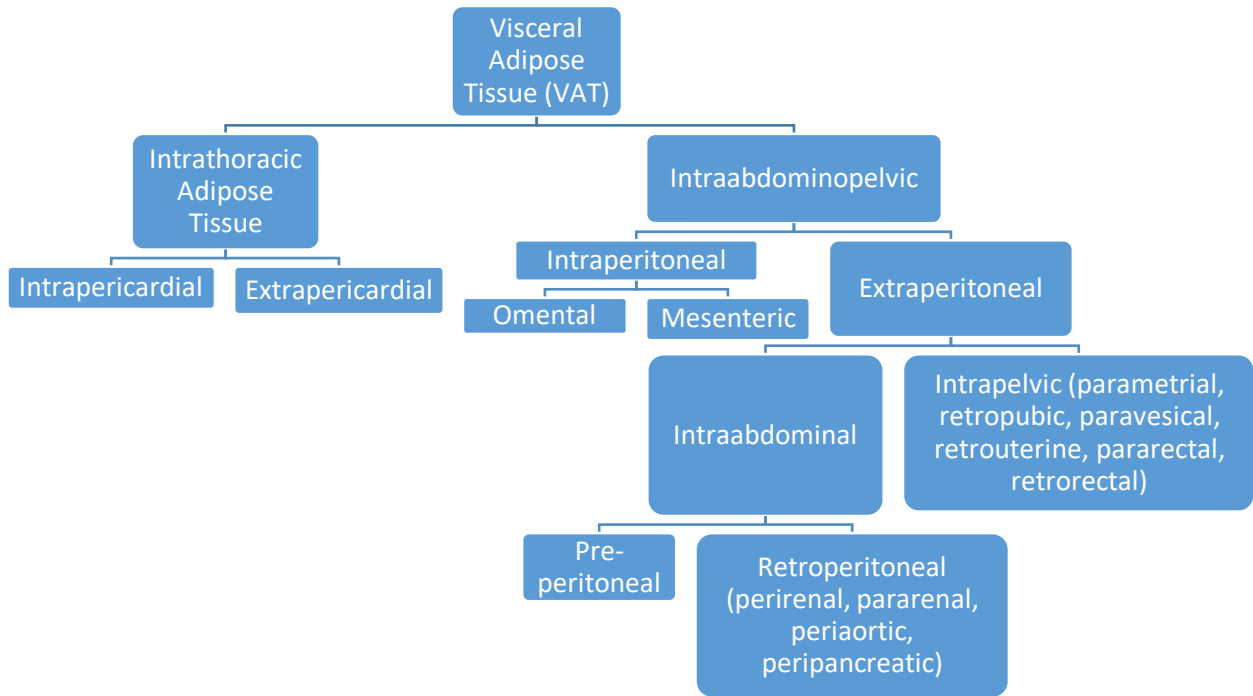 Visceral
Adipose
Tissue (VAT)
Intrathoracic
Adipose
Tissue
Intraabdominopelvic
Intrapericardial
Extrapericardial
Intraperitoneal
Extraperitoneal
Omental
Mesenteric
Intraabdominal
Intrapelvic (parametrial,
retropubic, paravesical,
retrouterine, pararectal,
retrorectal)
Pre-
peritoneal
Retroperitoneal
(perirenal, pararenal,
periaortic,
peripancreatic)